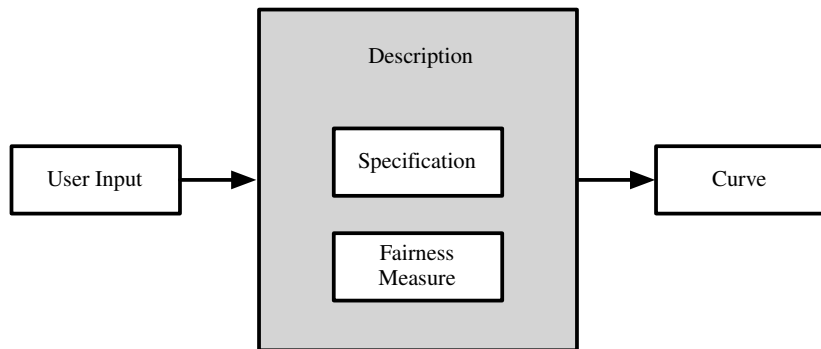 Description
User Input
Specification
Curve
Fairness
Measure